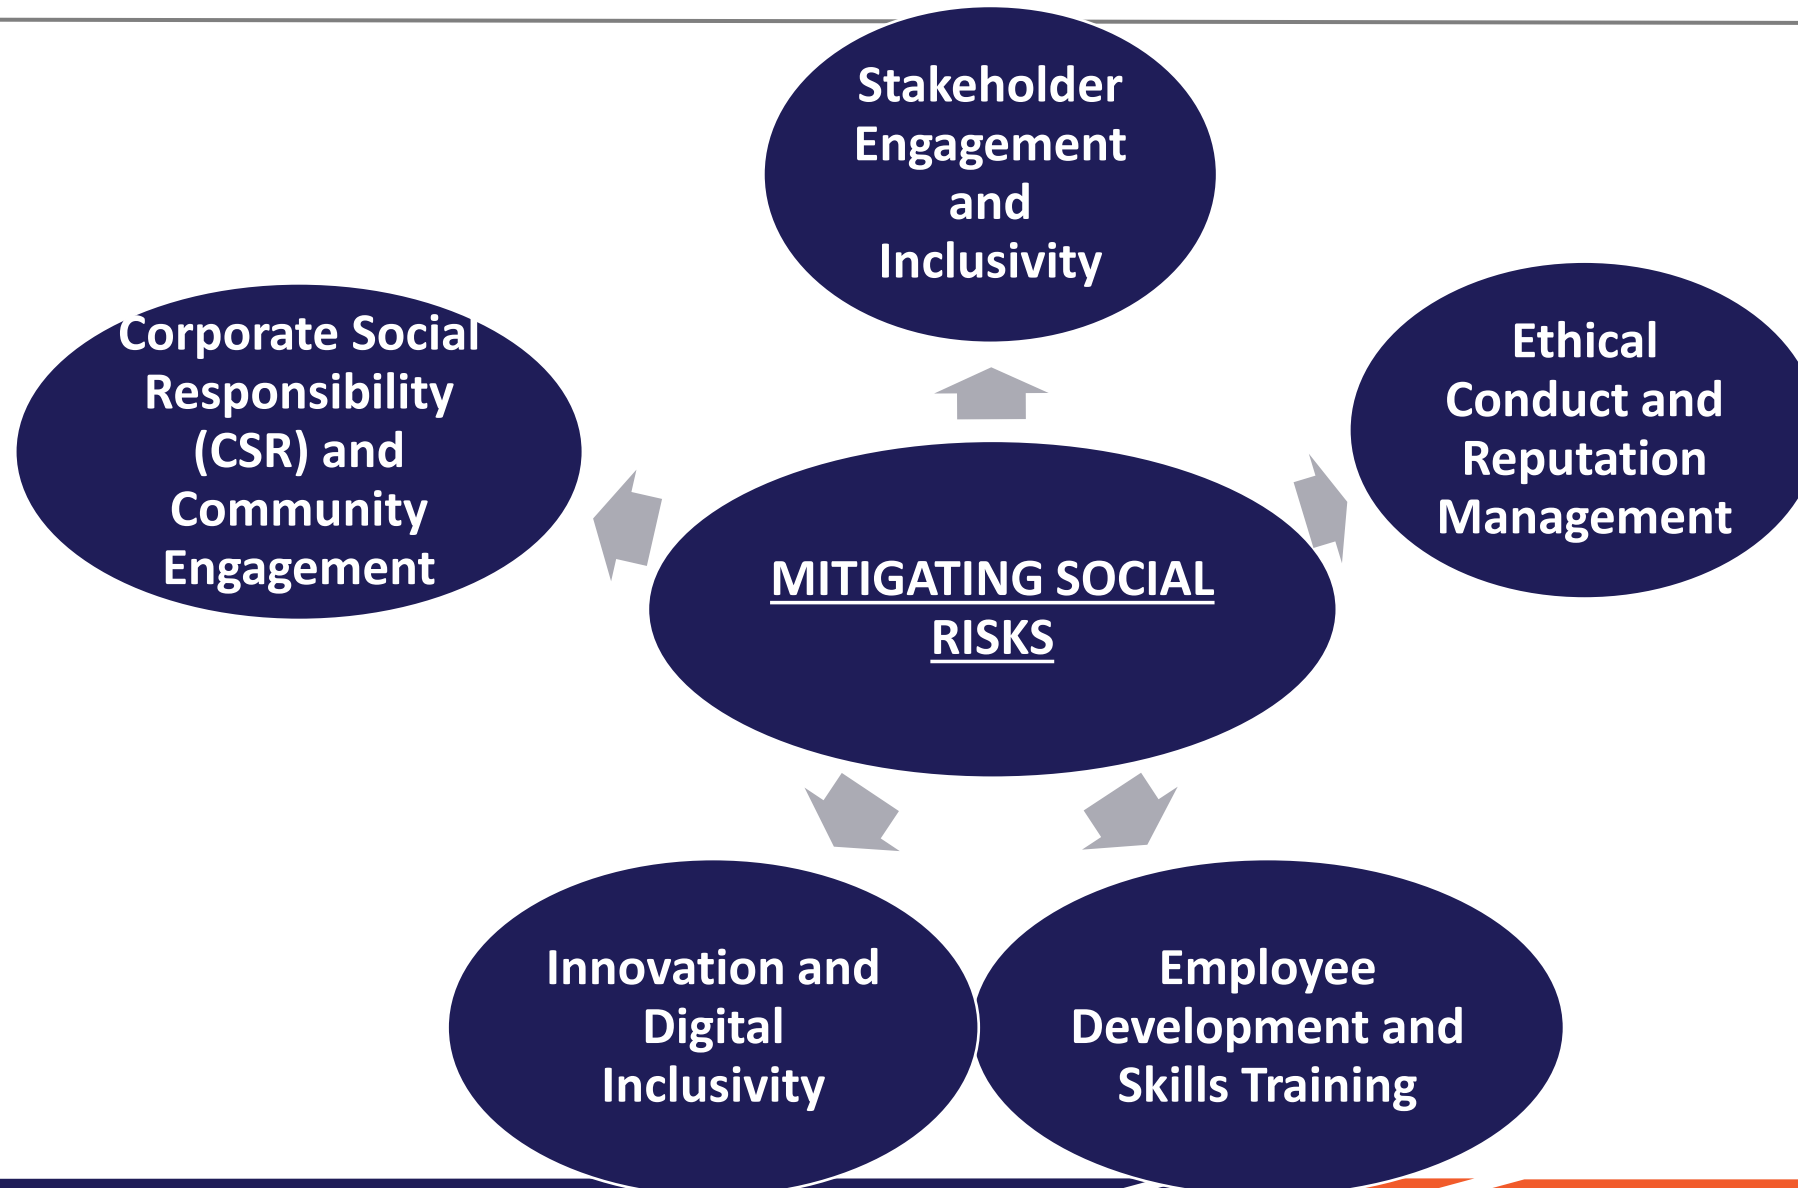 Stakeholder
Engagement
and
Inclusivity
Ethical
Conduct and
Reputation
Management
Corporate Social
Responsibility
(CSR) and
Community
Engagement
MITIGATING SOCIAL
RISKS
Innovation and
Digital
Inclusivity
Employee
Development and
Skills Training